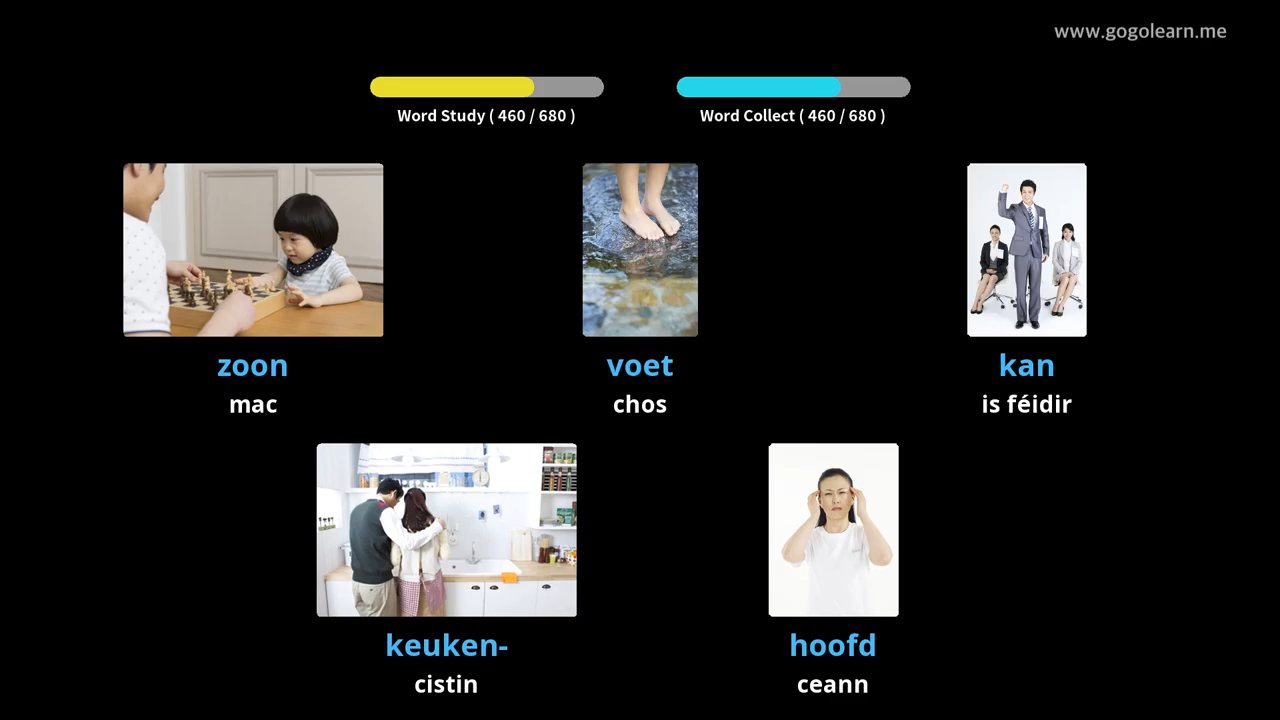 www.gogolearn.me
Word Study ( 460 / 680 )
Word Collect ( 460 / 680 )
zoon
mac
voet
chos
kan
is féidir
keuken-
cistin
hoofd
ceann